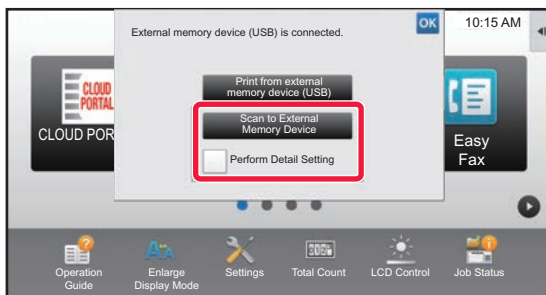 External memory device (USB) is connected.
OK
10:15 AM
Print from external
memory device (USB)
CLOUD
PORTAL
Scan to External
Memory Device
CLOUD POR
Perform Detail Setting
Easy
Fax
Operation
Guide
Enlarge
Display Mode
Settings
Total Count
LCD Control
Job Status